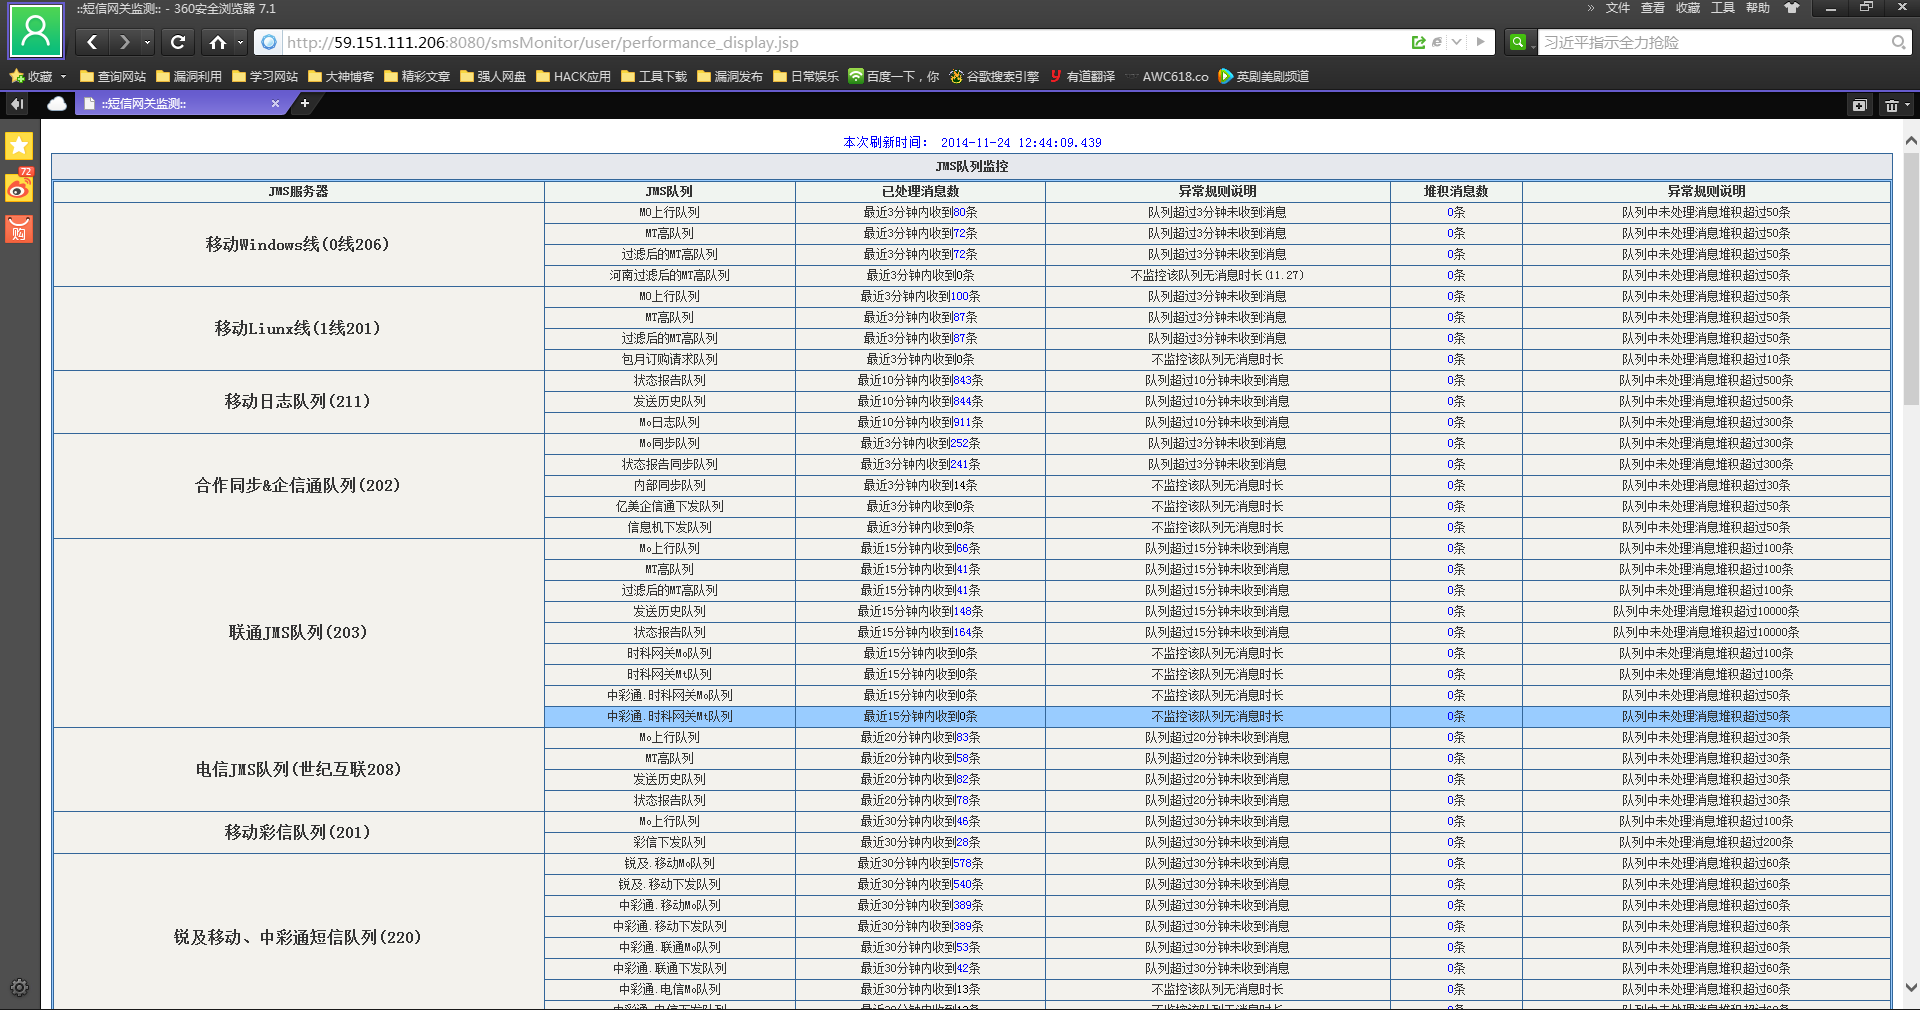 ::短信网关监测:: - 360安全浏览器 7.1
» 文件 查看 收藏 工具 帮助
http://59.151.111.206:8080/smsMonitor/user/performance_display.jsp
习近平指示全力抢险
收藏 查询网站 漏洞利用 学习网站 大神博客 精彩文章 强人网盘 HACK应用 工具下载 漏洞发布 日常娱乐 百度一下，你 谷歌搜索引擎 有道翻译 AWC618.co 英剧美剧频道
::短信网关监测::
72
购
本次刷新时间： 2014-11-24 12:44:09.439
JMS队列监控
JMS服务器 JMS队列 已处理消息数 异常规则说明 堆积消息数 异常规则说明
移动Windows线(0线206)
MO上行队列 最近3分钟内收到80条 队列超过3分钟未收到消息 0条 队列中未处理消息堆积超过50条
MT高队列 最近3分钟内收到72条 队列超过3分钟未收到消息 0条 队列中未处理消息堆积超过50条
过滤后的MT高队列 最近3分钟内收到72条 队列超过3分钟未收到消息 0条 队列中未处理消息堆积超过50条
河南过滤后的MT高队列 最近3分钟内收到0条 不监控该队列无消息时长(11.27) 0条 队列中未处理消息堆积超过50条
移动Liunx线(1线201)
MO上行队列 最近3分钟内收到100条 队列超过3分钟未收到消息 0条 队列中未处理消息堆积超过50条
MT高队列 最近3分钟内收到87条 队列超过3分钟未收到消息 0条 队列中未处理消息堆积超过50条
过滤后的MT高队列 最近3分钟内收到87条 队列超过3分钟未收到消息 0条 队列中未处理消息堆积超过50条
包月订购请求队列 最近3分钟内收到0条 不监控该队列无消息时长 0条 队列中未处理消息堆积超过10条
移动日志队列(211)
状态报告队列 最近10分钟内收到843条 队列超过10分钟未收到消息 0条 队列中未处理消息堆积超过500条
发送历史队列 最近10分钟内收到844条 队列超过10分钟未收到消息 0条 队列中未处理消息堆积超过500条
Mo日志队列 最近10分钟内收到911条 队列超过10分钟未收到消息 0条 队列中未处理消息堆积超过300条
合作同步&企信通队列(202)
Mo同步队列 最近3分钟内收到252条 队列超过3分钟未收到消息 0条 队列中未处理消息堆积超过300条
状态报告同步队列 最近3分钟内收到241条 队列超过3分钟未收到消息 0条 队列中未处理消息堆积超过300条
内部同步队列 最近3分钟内收到14条 不监控该队列无消息时长 0条 队列中未处理消息堆积超过30条
亿美企信通下发队列 最近3分钟内收到0条 不监控该队列无消息时长 0条 队列中未处理消息堆积超过50条
信息机下发队列 最近3分钟内收到0条 不监控该队列无消息时长 0条 队列中未处理消息堆积超过50条
联通JMS队列(203)
Mo上行队列 最近15分钟内收到66条 队列超过15分钟未收到消息 0条 队列中未处理消息堆积超过100条
MT高队列 最近15分钟内收到41条 队列超过15分钟未收到消息 0条 队列中未处理消息堆积超过100条
过滤后的MT高队列 最近15分钟内收到41条 队列超过15分钟未收到消息 0条 队列中未处理消息堆积超过100条
发送历史队列 最近15分钟内收到148条 队列超过15分钟未收到消息 0条 队列中未处理消息堆积超过10000条
状态报告队列 最近15分钟内收到164条 队列超过15分钟未收到消息 0条 队列中未处理消息堆积超过10000条
时科网关Mo队列 最近15分钟内收到0条 不监控该队列无消息时长 0条 队列中未处理消息堆积超过100条
时科网关Mt队列 最近15分钟内收到0条 不监控该队列无消息时长 0条 队列中未处理消息堆积超过100条
中彩通.时科网关Mo队列 最近15分钟内收到0条 不监控该队列无消息时长 0条 队列中未处理消息堆积超过50条
中彩通.时科网关Mt队列 最近15分钟内收到0条 不监控该队列无消息时长 0条 队列中未处理消息堆积超过50条
电信JMS队列(世纪互联208)
Mo上行队列 最近20分钟内收到83条 队列超过20分钟未收到消息 0条 队列中未处理消息堆积超过30条
MT高队列 最近20分钟内收到58条 队列超过20分钟未收到消息 0条 队列中未处理消息堆积超过30条
发送历史队列 最近20分钟内收到82条 队列超过20分钟未收到消息 0条 队列中未处理消息堆积超过30条
状态报告队列 最近20分钟内收到78条 队列超过20分钟未收到消息 0条 队列中未处理消息堆积超过30条
移动彩信队列(201)
Mo上行队列 最近30分钟内收到46条 队列超过30分钟未收到消息 0条 队列中未处理消息堆积超过100条
彩信下发队列 最近30分钟内收到28条 队列超过30分钟未收到消息 0条 队列中未处理消息堆积超过200条
锐及移动、中彩通短信队列(220)
锐及.移动Mo队列 最近30分钟内收到578条 队列超过30分钟未收到消息 0条 队列中未处理消息堆积超过60条
锐及.移动下发队列 最近30分钟内收到540条 队列超过30分钟未收到消息 0条 队列中未处理消息堆积超过60条
中彩通.移动Mo队列 最近30分钟内收到389条 队列超过30分钟未收到消息 0条 队列中未处理消息堆积超过60条
中彩通.移动下发队列 最近30分钟内收到389条 队列超过30分钟未收到消息 0条 队列中未处理消息堆积超过60条
中彩通.联通Mo队列 最近30分钟内收到53条 队列超过30分钟未收到消息 0条 队列中未处理消息堆积超过60条
中彩通.联通下发队列 最近30分钟内收到42条 队列超过30分钟未收到消息 0条 队列中未处理消息堆积超过60条
中彩通.电信Mo队列 最近30分钟内收到13条 不监控该队列无消息时长 0条 队列中未处理消息堆积超过60条